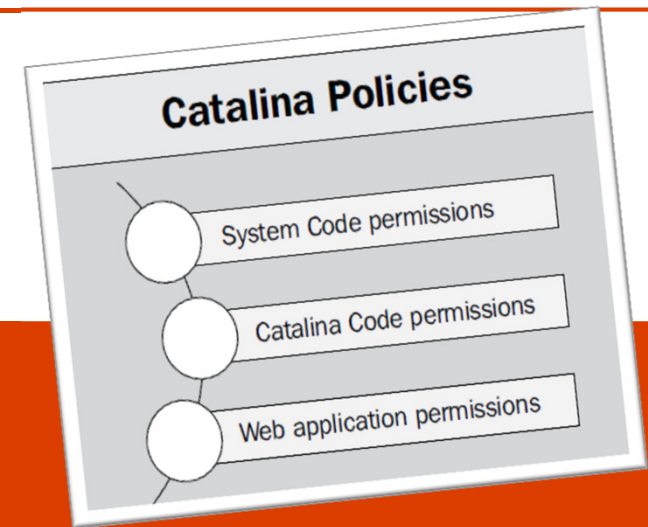 Catalina Policies
System Code permissions
Catalina Code permissions
Web application permissions